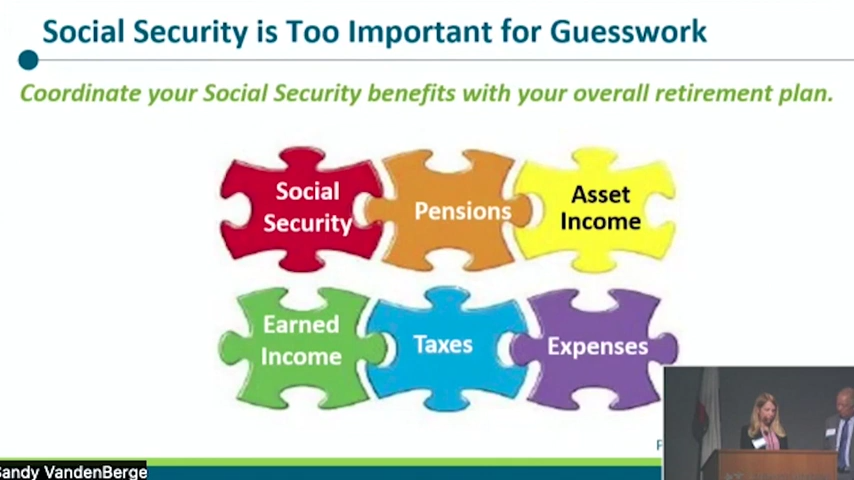 Social Security is Too Important for Guesswork
Coordinate your Social Security benefits with your overall retirement plan.
Social
Security
Pensions
Asset
Income
Earned
Income
Taxes
Expenses
Sandy VandenBerge